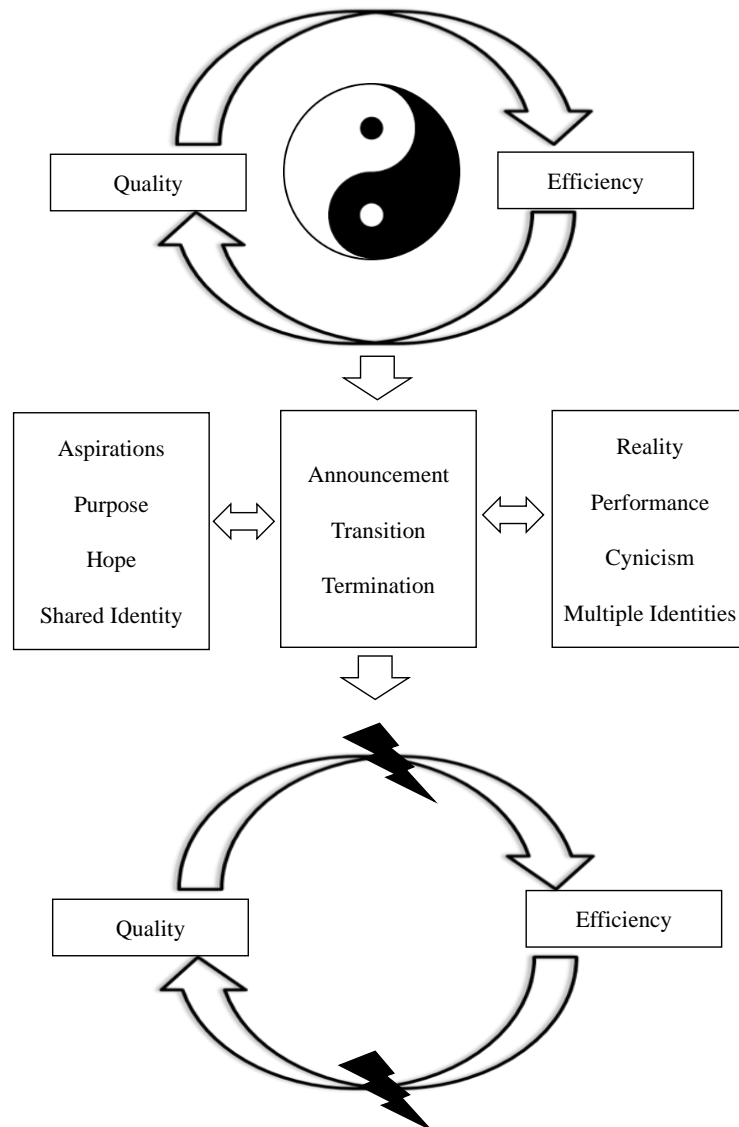 Quality
Efficiency
Aspirations
Purpose
Hope
Shared Identity
Announcement
Transition
Termination
Reality
Performance
Cynicism
Multiple Identities
Quality
Efficiency